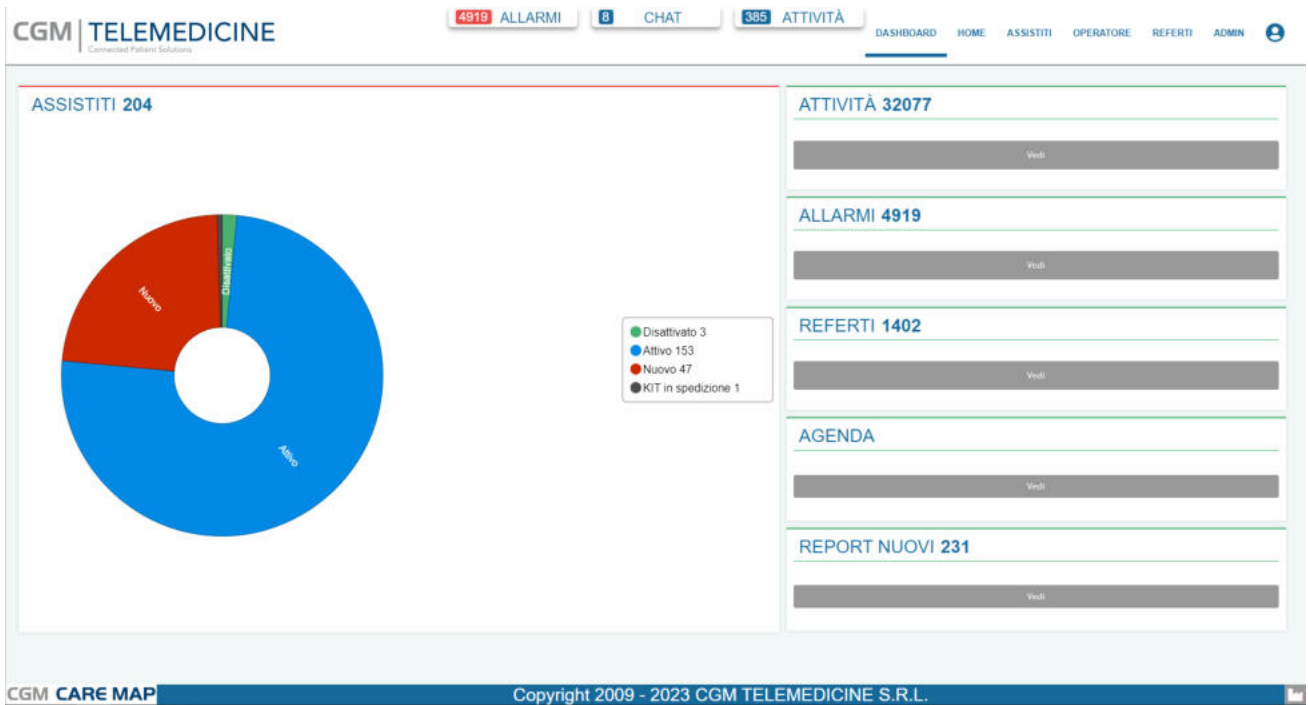 CGM TELEMEDICINE
Connected Patient Solutions
4919 ALLARMI
8 CHAT
385 ATTIVITÀ
DASHBOARD HOME ASSISTITI OPERATORE REFERTI ADMIN
ASSISTITI 204
Disattivato
Nuovo
Attivo
Disattivato 3
Attivo 153
Nuovo 47
KIT in spedizione 1
ATTIVITÀ 32077
Vedi
ALLARMI 4919
Vedi
REFERTI 1402
Vedi
AGENDA
Vedi
REPORT NUOVI 231
Vedi
CGM CARE MAP
Copyright 2009 - 2023 CGM TELEMEDICINE S.R.L.